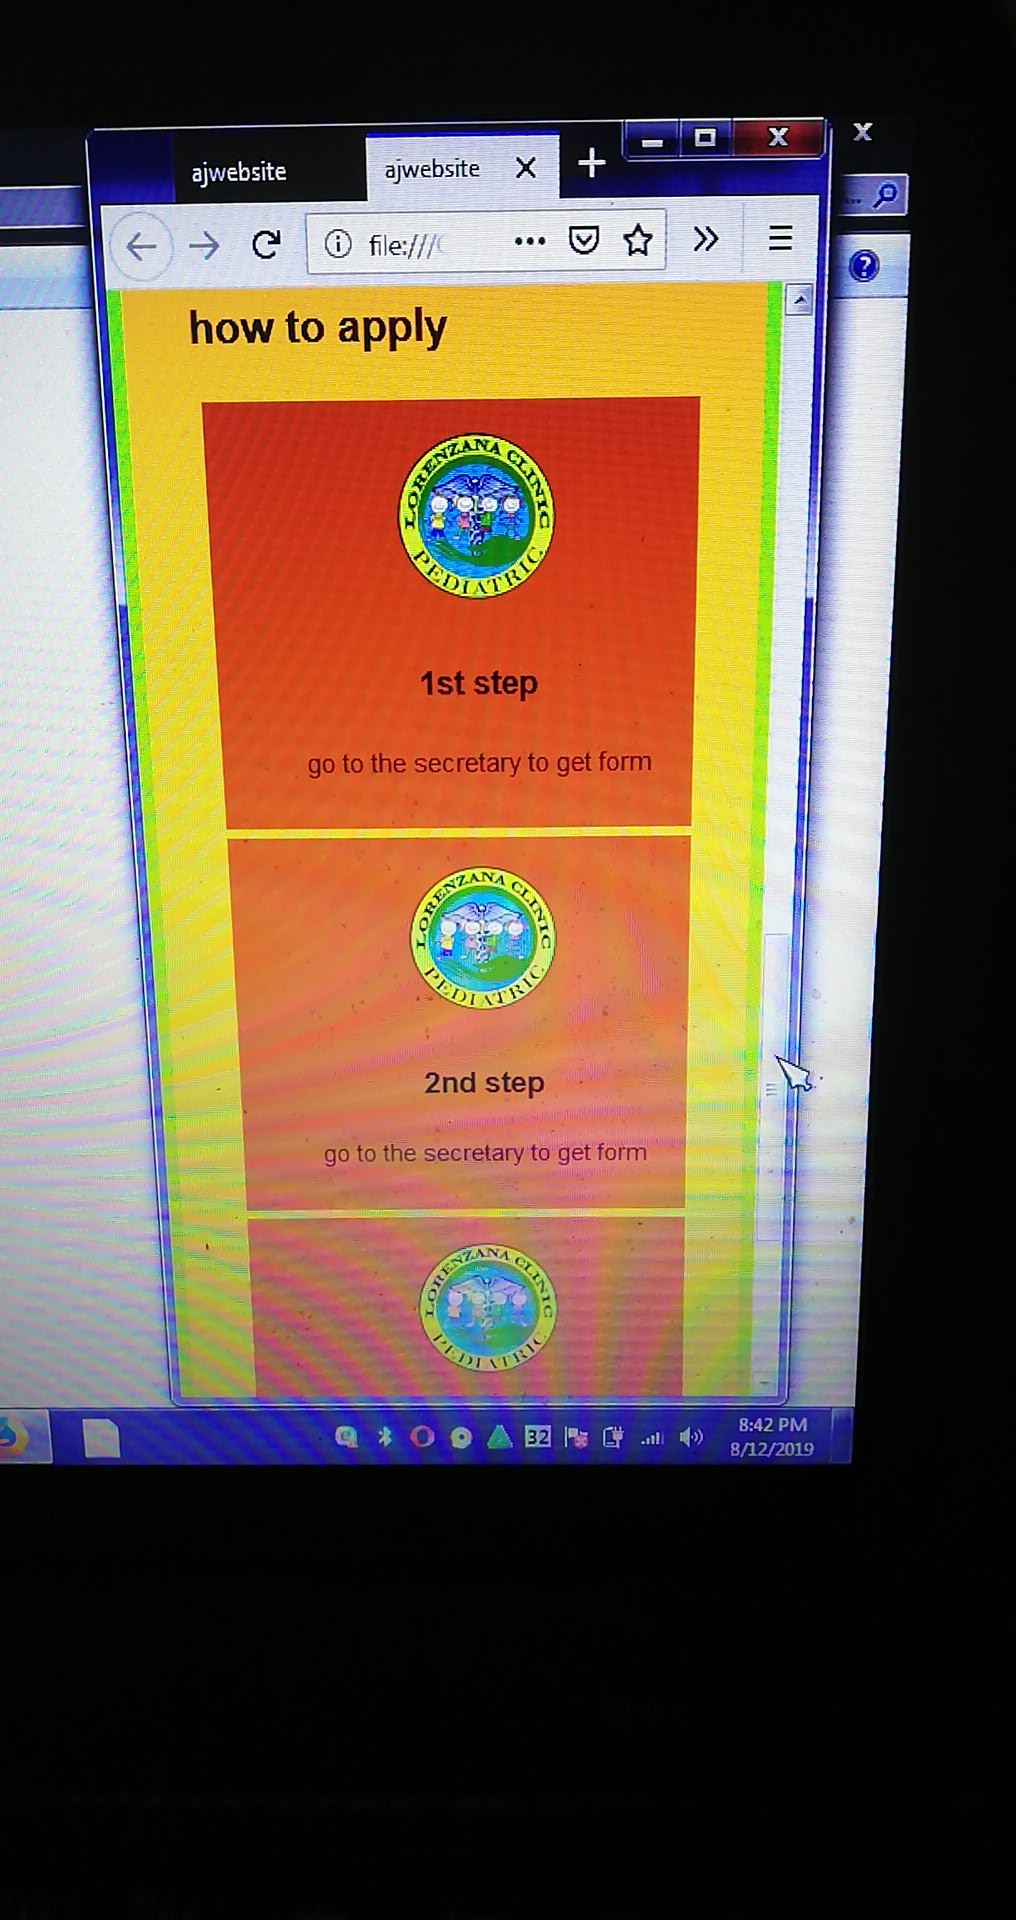 ajwebsite
ajwebsite
file:///
how to apply
LORENZANA CLINIC
PEDIATRIC
1st step
go to the secretary to get form
LORENZANA CLINIC
PEDIATRIC
2nd step
go to the secretary to get form
LORENZANA CLINIC
PEDIATRIC
32
8:42 PM
8/12/2019